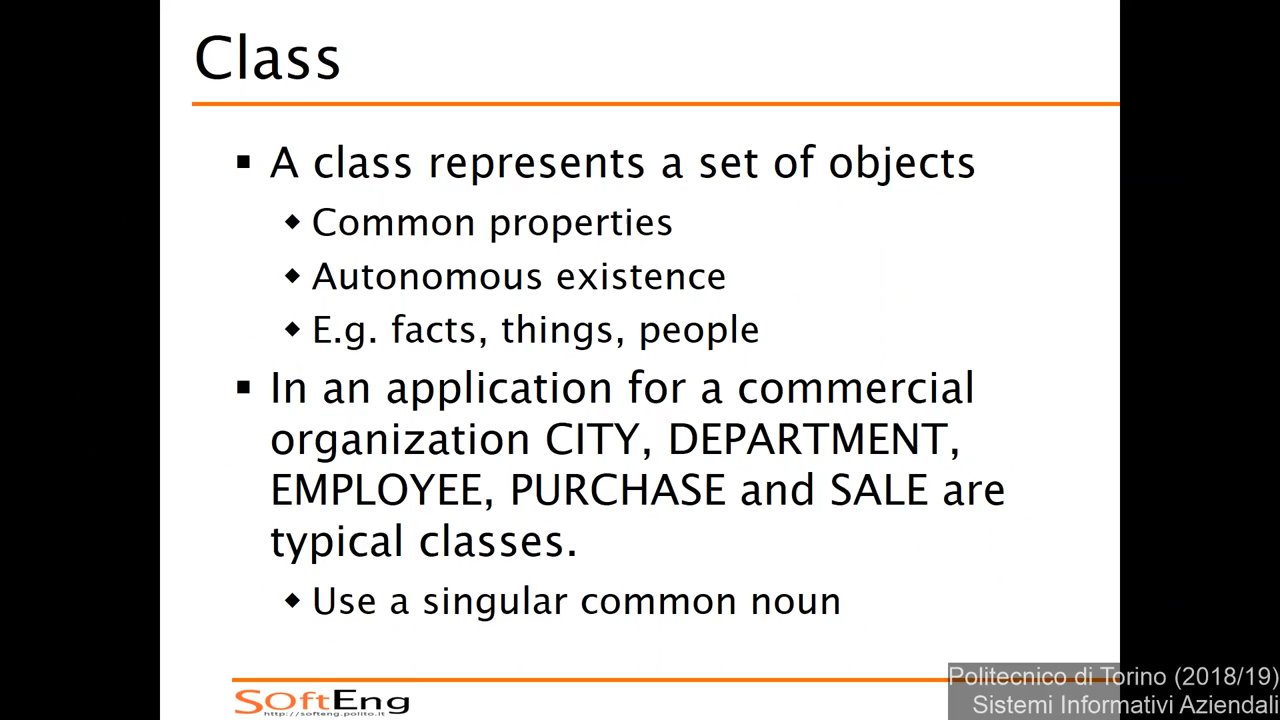 Class
▪ A class represents a set of objects
◆ Common properties
◆ Autonomous existence
◆ E.g. facts, things, people
▪ In an application for a commercial
organization CITY, DEPARTMENT,
EMPLOYEE, PURCHASE and SALE are
typical classes.
◆ Use a singular common noun
SoftEng
http://softeng.polito.it
Politecnico di Torino (2018/19)
Sistemi Informativi Aziendali